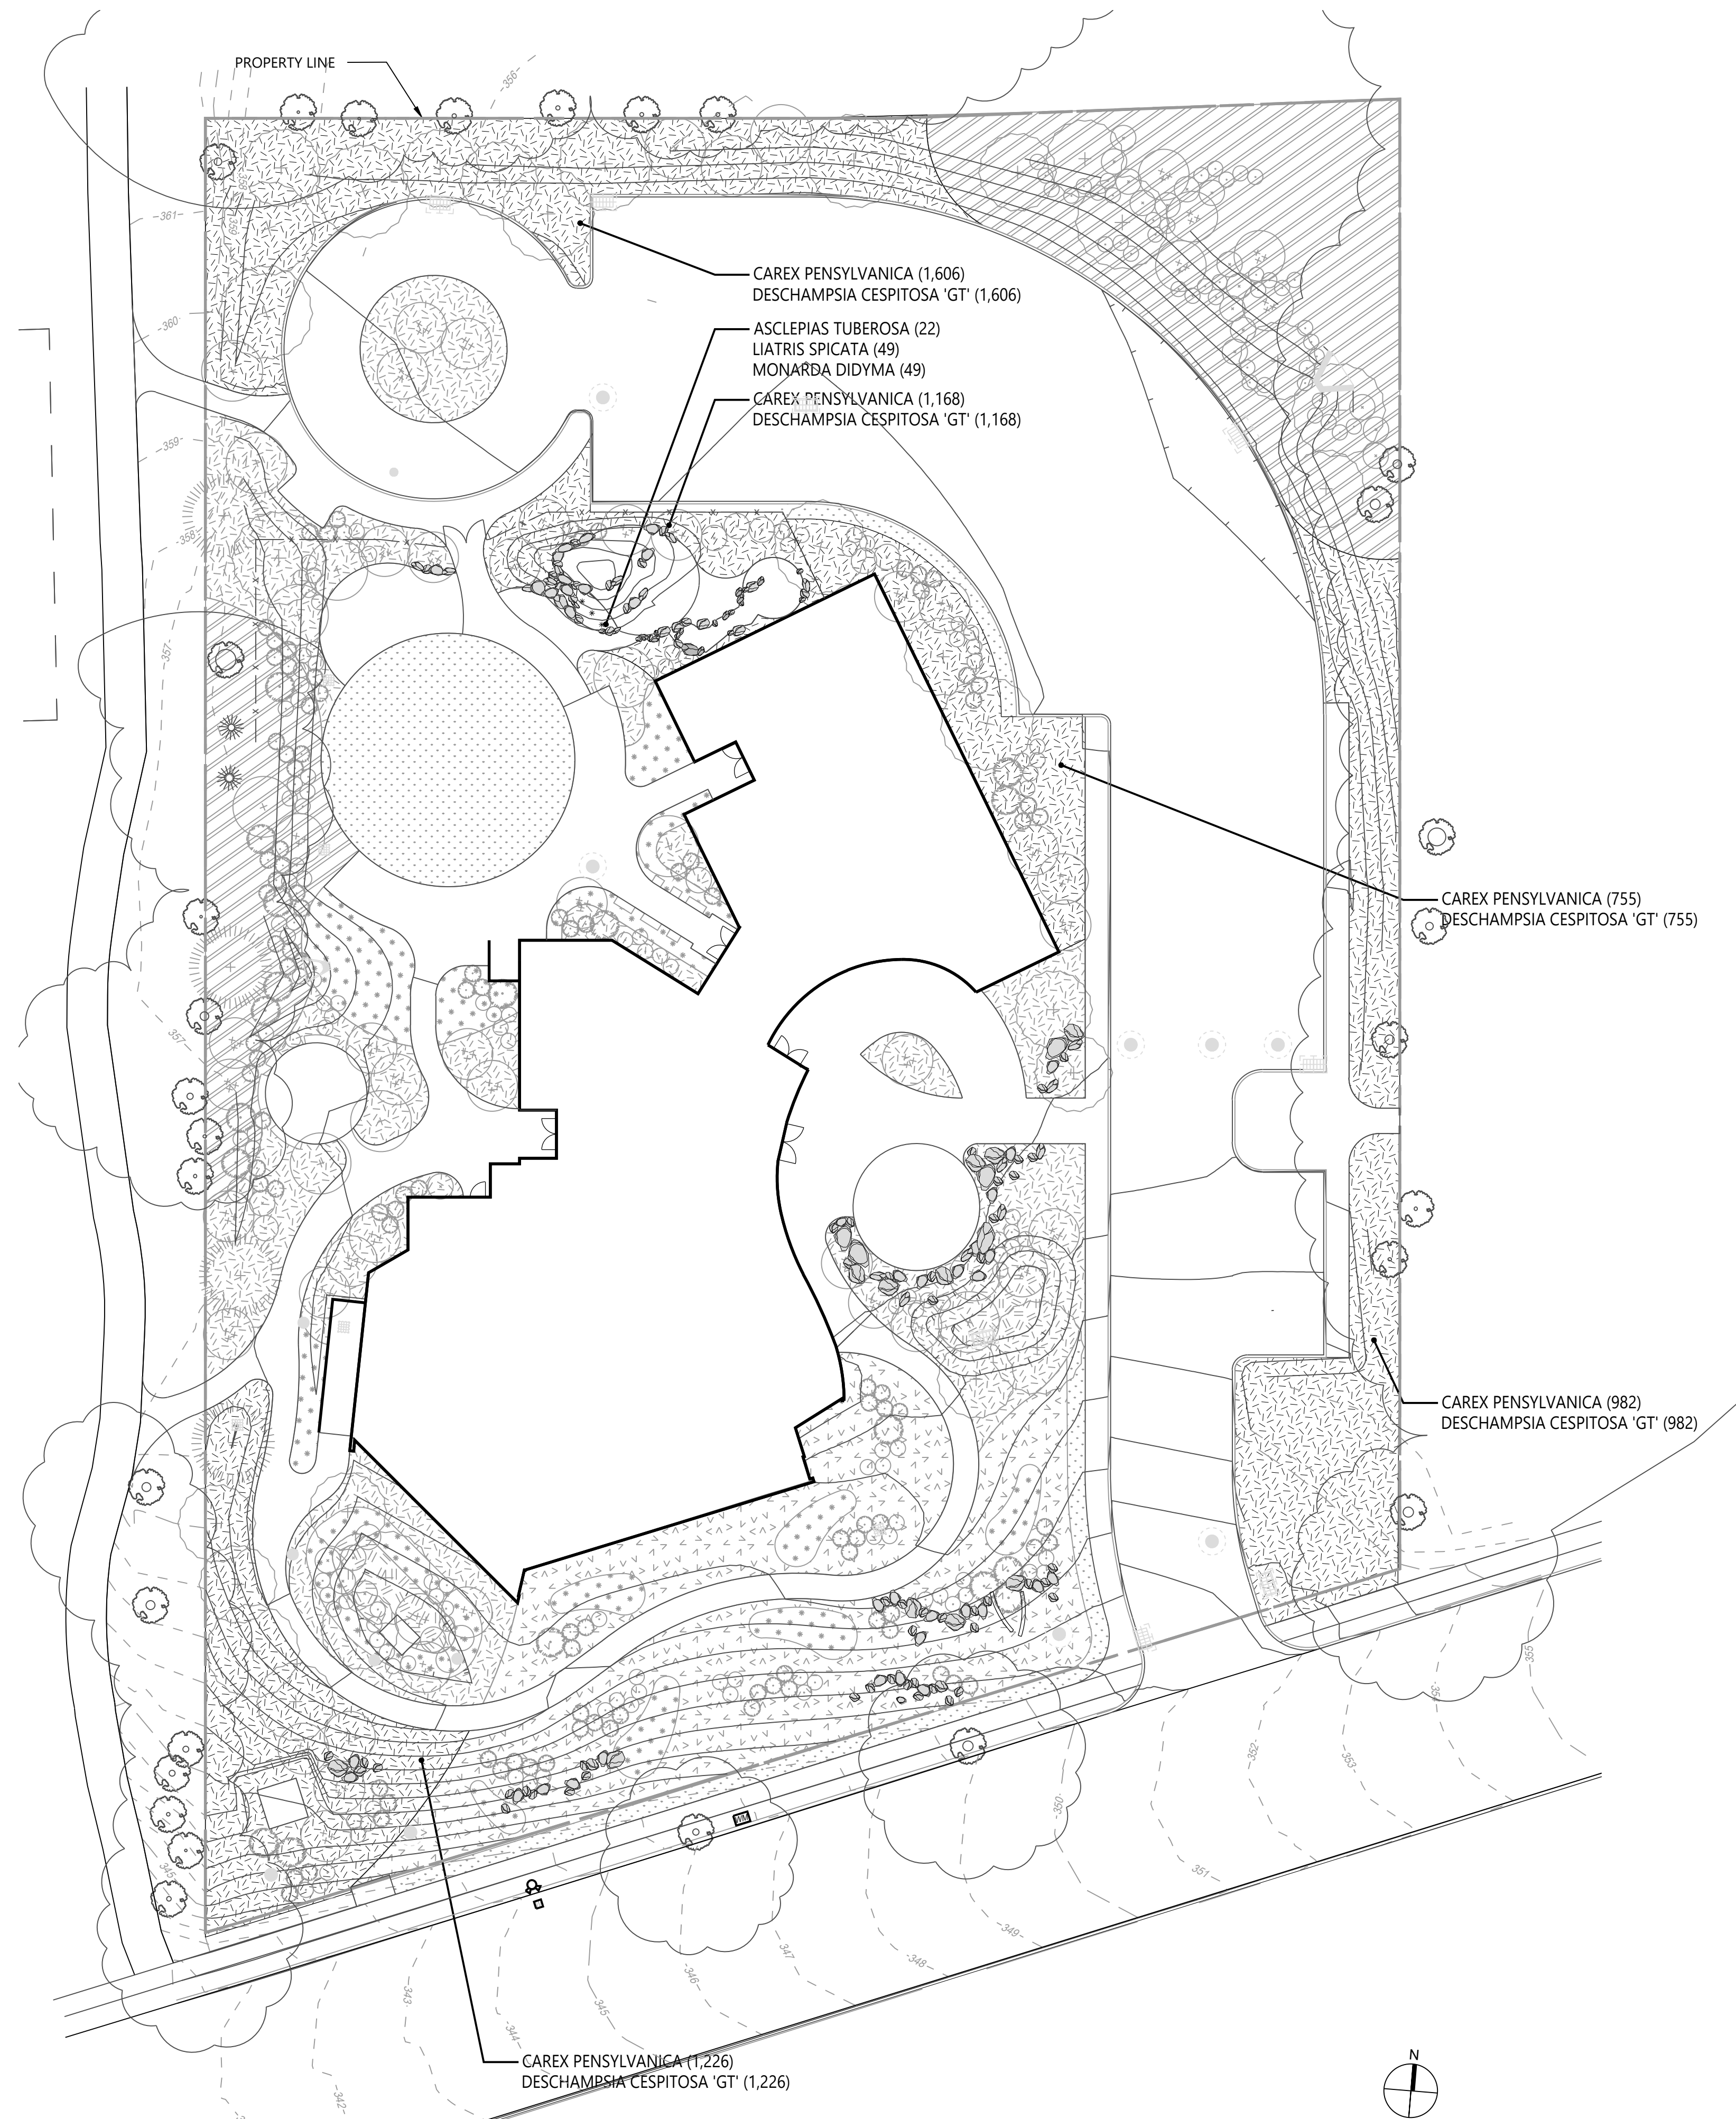 PROPERTY LINE
356
358
359
361
CAREX PENSYLVANICA (1,606)
DESCHAMPSIA CESPITOSA 'GT' (1,606)
360
ASCLEPIAS TUBEROSA (22)
LIATRIS SPICATA (49)
MONARDA DIDYMA (49)
CAREX PENSYLVANICA (1,168)
DESCHAMPSIA CESPITOSA 'GT' (1,168)
359
358
357
CAREX PENSYLVANICA (755)
DESCHAMPSIA CESPITOSA 'GT' (755)
357
CAREX PENSYLVANICA (982)
DESCHAMPSIA CESPITOSA 'GT' (982)
355
352
353
350
WM
345
351
349
348
347
346
345
343
344
CAREX PENSYLVANICA (1,226)
DESCHAMPSIA CESPITOSA 'GT' (1,226)
342
N